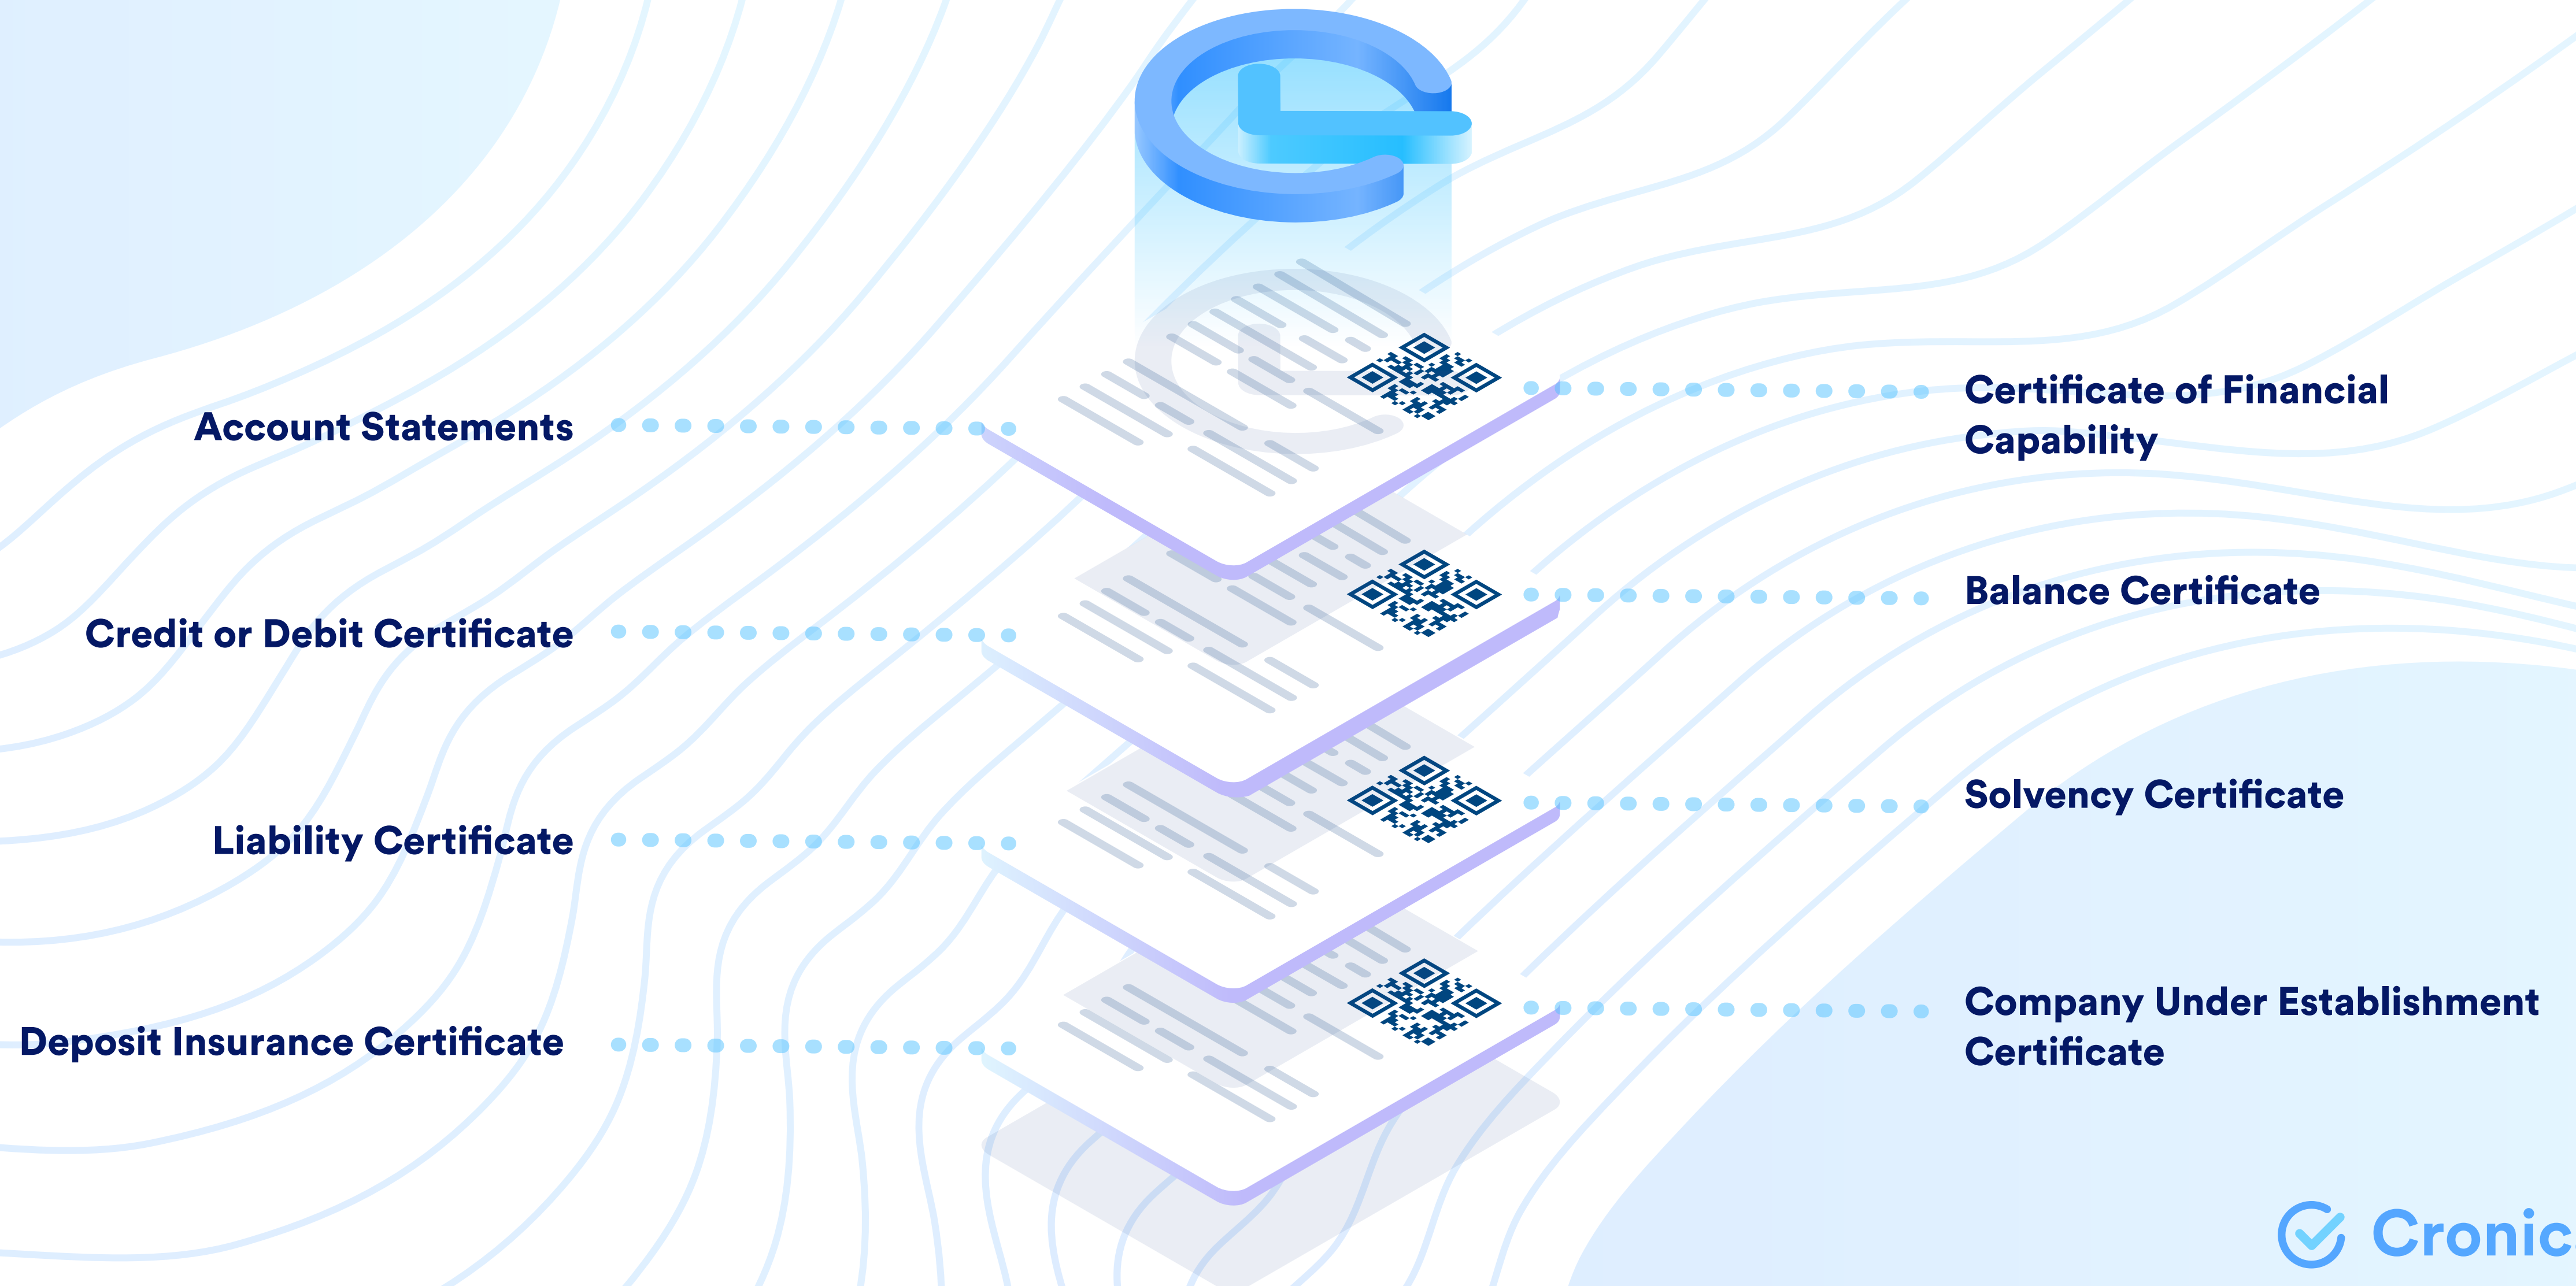 Account Statements
Credit or Debit Certificate
Liability Certificate
Deposit Insurance Certificate
Certificate of Financial
Capability
Balance Certificate
Solvency Certificate
Company Under Establishment
Certificate
Cronic